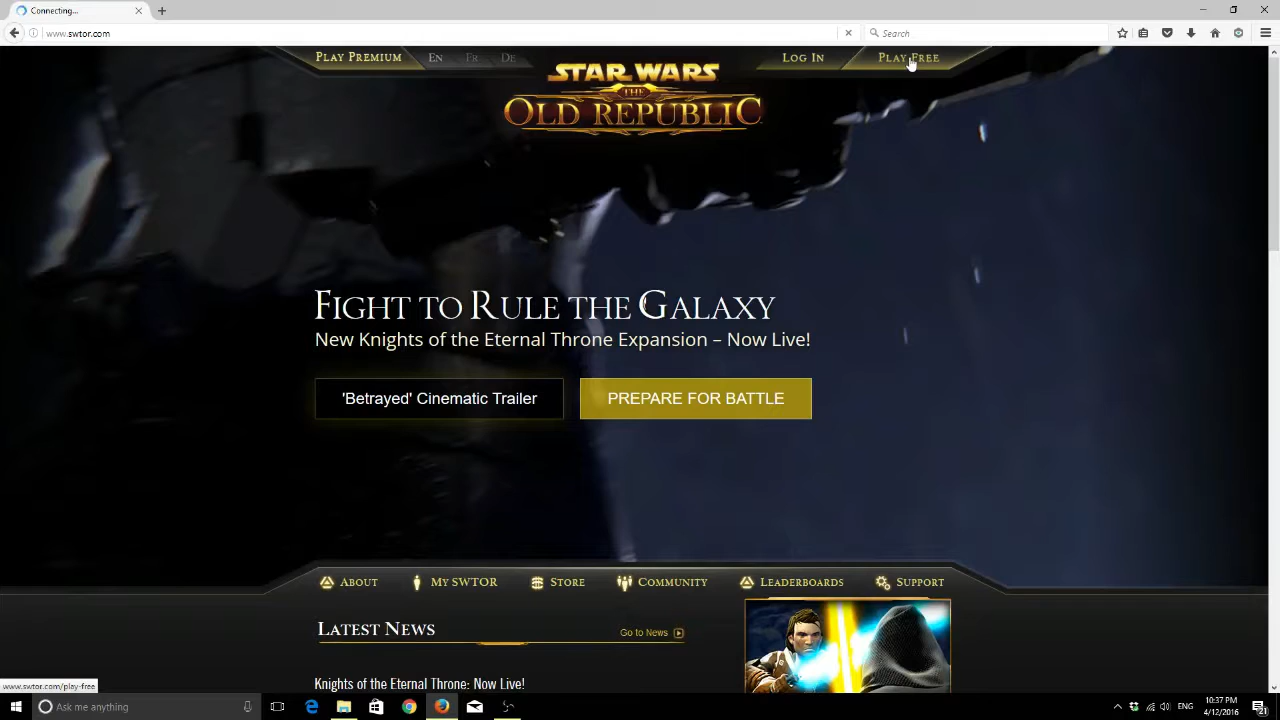 Connecting...
www.swtor.com
Search
PLAY PREMIUM
EN
FR
DE
LOG IN
PLAY FREE
STAR WARS
THE
OLD REPUBLIC
FIGHT TO RULE THE GALAXY
New Knights of the Eternal Throne Expansion – Now Live!
'Betrayed' Cinematic Trailer
PREPARE FOR BATTLE
ABOUT
MY SWTOR
STORE
COMMUNITY
LEADERBOARDS
SUPPORT
LATEST NEWS
Go to News
Knights of the Eternal Throne: Now Live!
www.swtor.com/play-free
Ask me anything
ENG
10:37 PM
4/12/2016
21